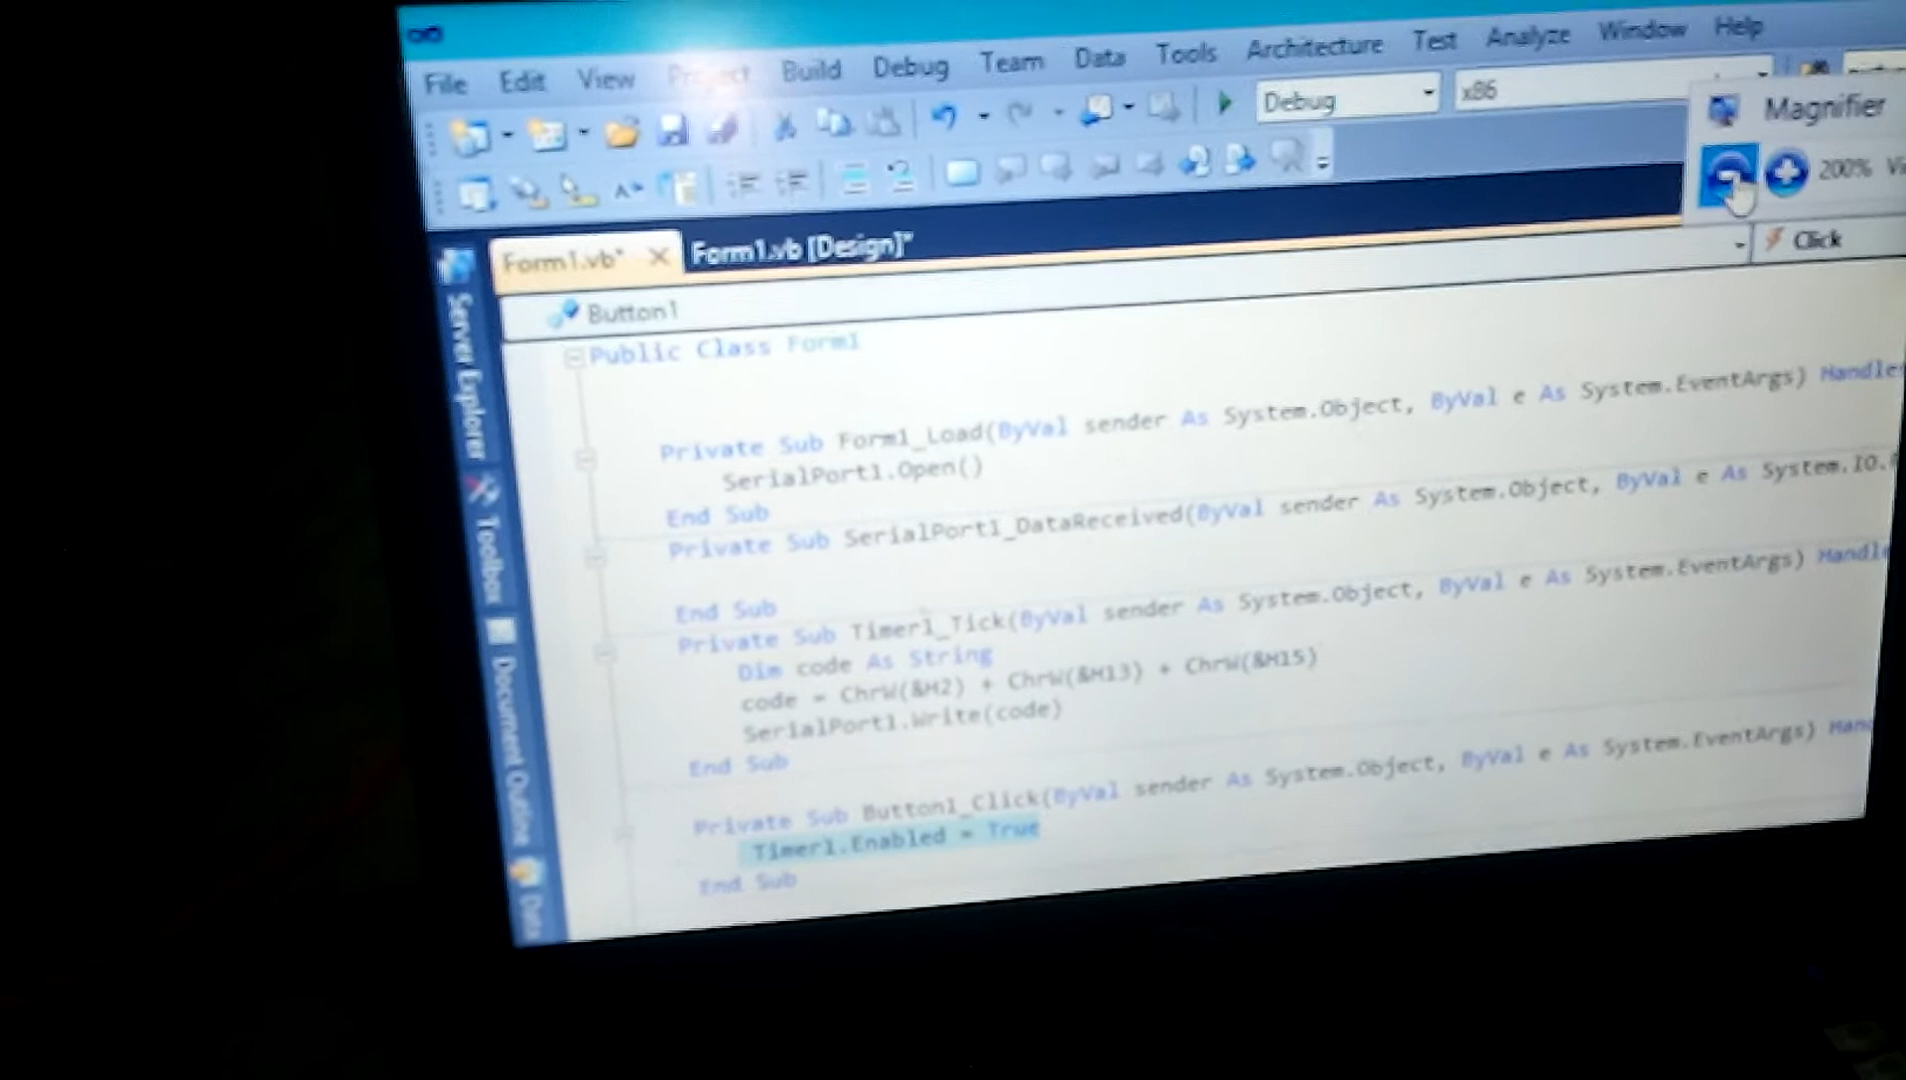 File Edit View Project Build Debug Team Data Tools Architecture Test Analyze Window Help
Debug x86
Magnifier
200%
Form1.vb* Form1.vb [Design]*
Button1 Click
Server Explorer
Toolbox
Document Outline
Data
Public Class Form1
Private Sub Form1_Load(ByVal sender As System.Object, ByVal e As System.EventArgs) Handles
SerialPort1.Open()
End Sub
Private Sub SerialPort1_DataReceived(ByVal sender As System.Object, ByVal e As System.IO.
End Sub
Private Sub Timer1_Tick(ByVal sender As System.Object, ByVal e As System.EventArgs) Handle
Dim code As String
code = ChrW(&H2) + ChrW(&H13) + ChrW(&H15)
SerialPort1.Write(code)
End Sub
Private Sub Button1_Click(ByVal sender As System.Object, ByVal e As System.EventArgs) Han
Timer1.Enabled = True
End Sub